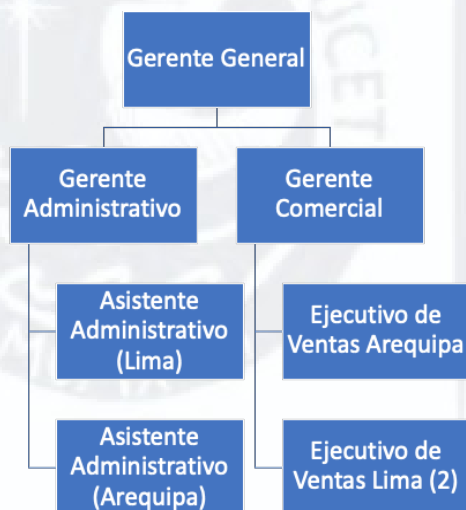 Gerente General
Gerente
Administrativo
Gerente
Comercial
Asistente
Administrativo
(Lima)
Ejecutivo de
Ventas Arequipa
Asistente
Administrativo
(Arequipa)
Ejecutivo de
Ventas Lima (2)